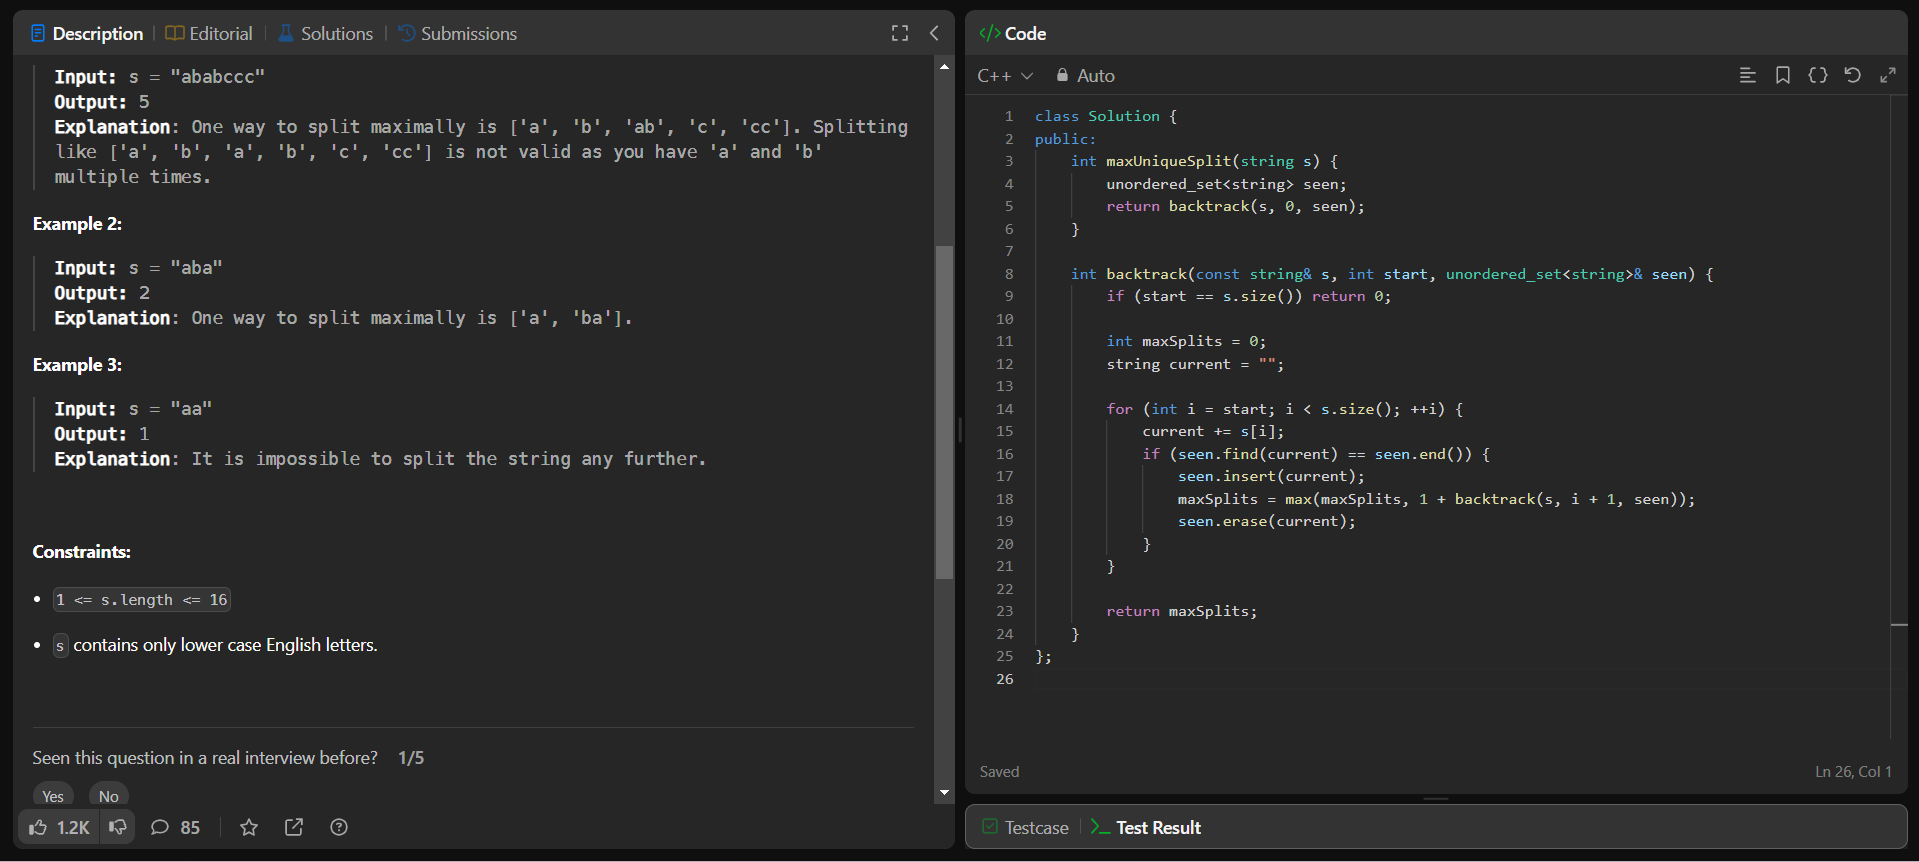 Description
Editorial
Solutions
Submissions
Input: s = "ababccc"
Output: 5
Explanation: One way to split maximally is ['a', 'b', 'ab', 'c', 'cc']. Splitting
like ['a', 'b', 'a', 'b', 'c', 'cc'] is not valid as you have 'a' and 'b'
multiple times.
Example 2:
Input: s = "aba"
Output: 2
Explanation: One way to split maximally is ['a', 'ba'].
Example 3:
Input: s = "aa"
Output: 1
Explanation: It is impossible to split the string any further.
Constraints:
• 1 <= s.length <= 16
• s contains only lower case English letters.
Seen this question in a real interview before? 1/5
Yes No
1.2K 85
</> Code
C++ Auto
1 class Solution {
2 public:
3     int maxUniqueSplit(string s) {
4         unordered_set<string> seen;
5         return backtrack(s, 0, seen);
6     }
7
8     int backtrack(const string& s, int start, unordered_set<string>& seen) {
9         if (start == s.size()) return 0;
10
11         int maxSplits = 0;
12         string current = "";
13
14         for (int i = start; i < s.size(); ++i) {
15             current += s[i];
16             if (seen.find(current) == seen.end()) {
17                 seen.insert(current);
18                 maxSplits = max(maxSplits, 1 + backtrack(s, i + 1, seen));
19                 seen.erase(current);
20             }
21         }
22
23         return maxSplits;
24     }
25 };
26
Saved
Ln 26, Col 1
Testcase
Test Result